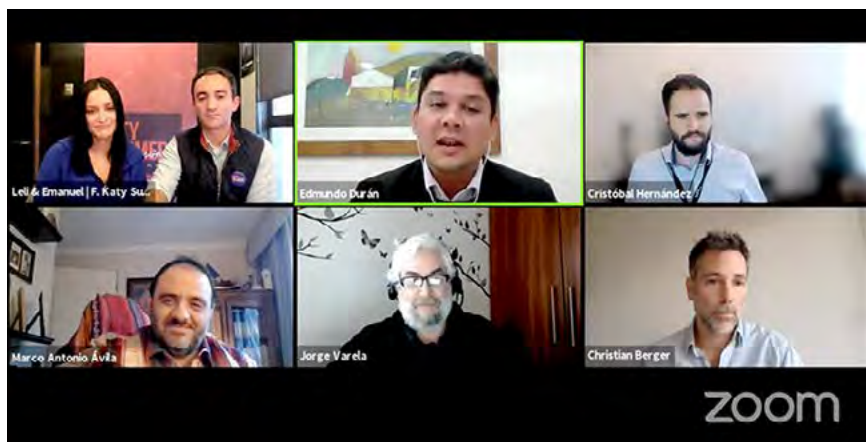 Leli & Emanuel | F. Katy Su...
Edmundo Durán
Cristóbal Hernández
Marco Antonio Ávila
Jorge Varela
Christian Berger
zoom